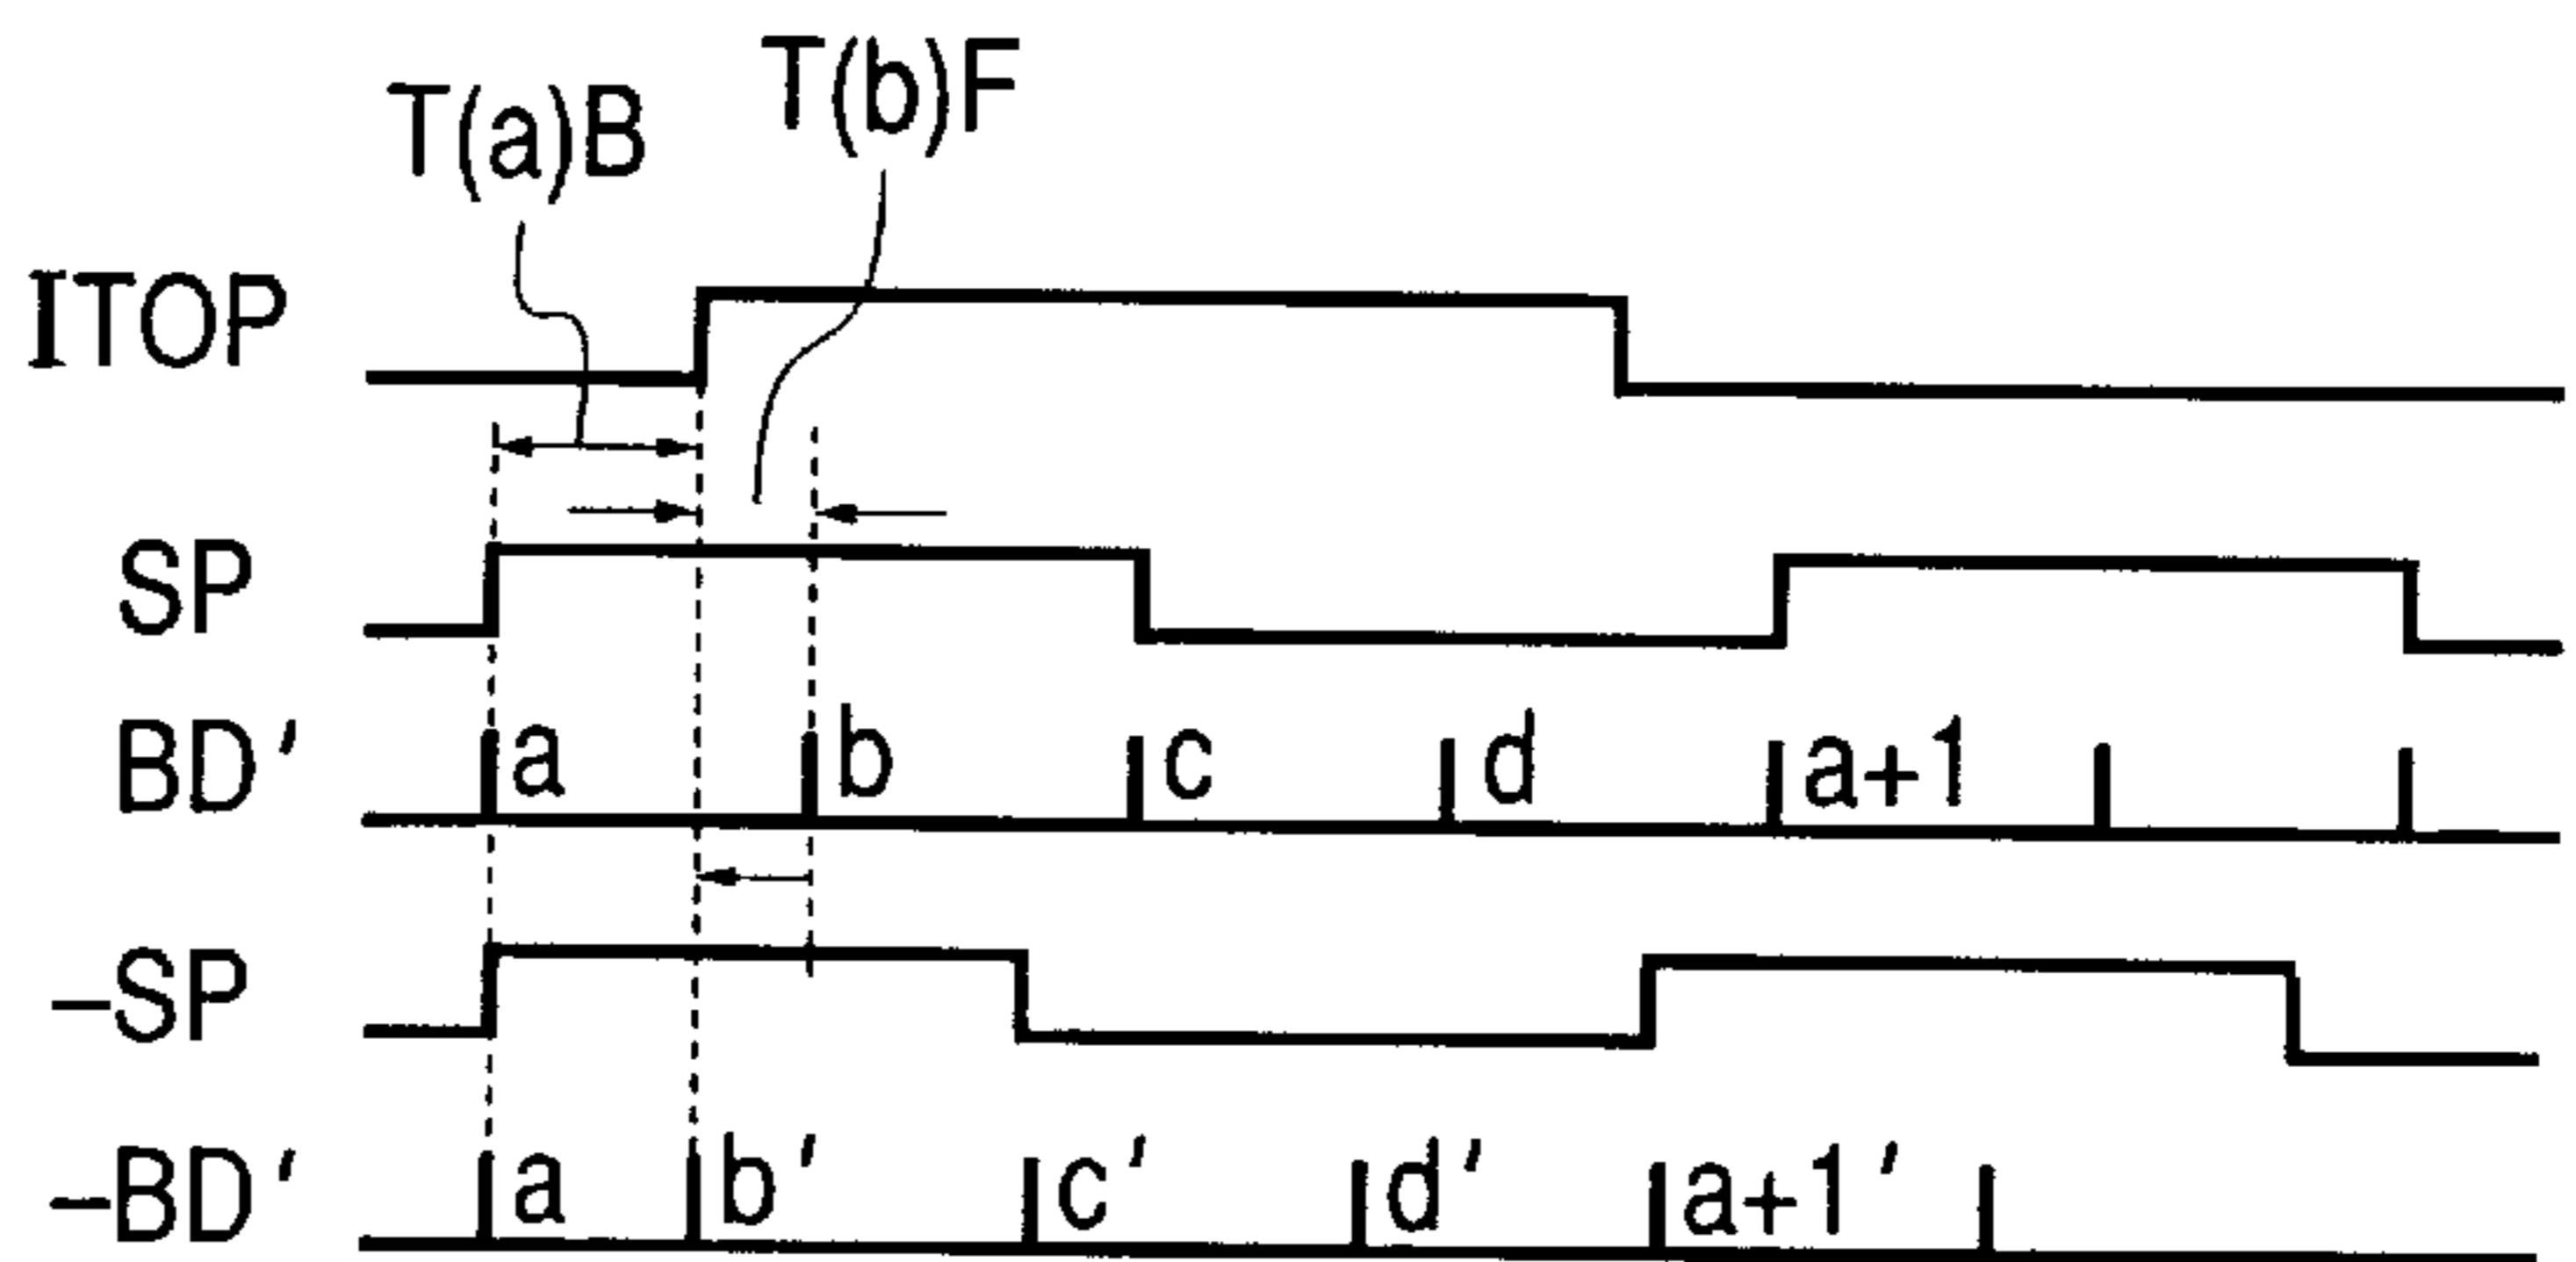 T(a)B T(b)F
ITOP
SP
BD′ a b c d a+1
−SP
−BD′ a b′ c′ d′ a+1′